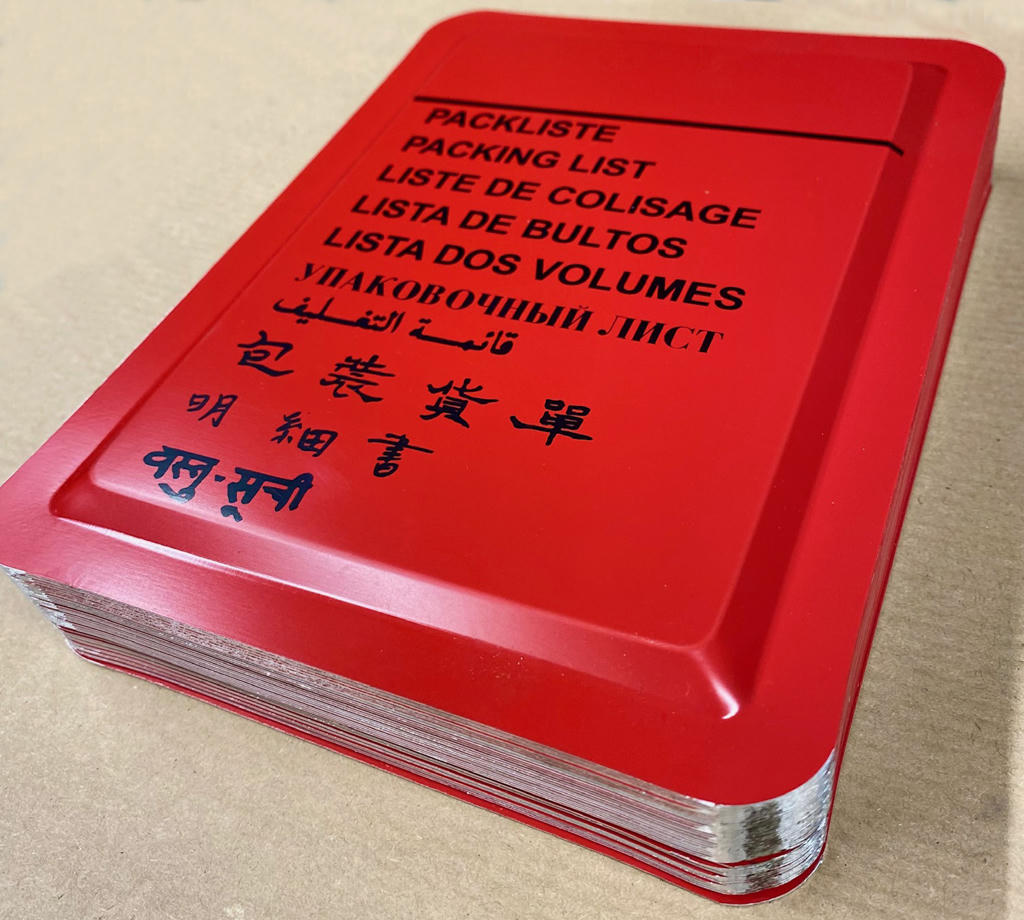 PACKLISTE
PACKING LIST
LISTE DE COLISAGE
LISTA DE BULTOS
LISTA DOS VOLUMES
УПАКОВОЧНЫЙ ЛИСТ
قائمة التغليف
包裝貨單
明細書
वस्तु-सूची